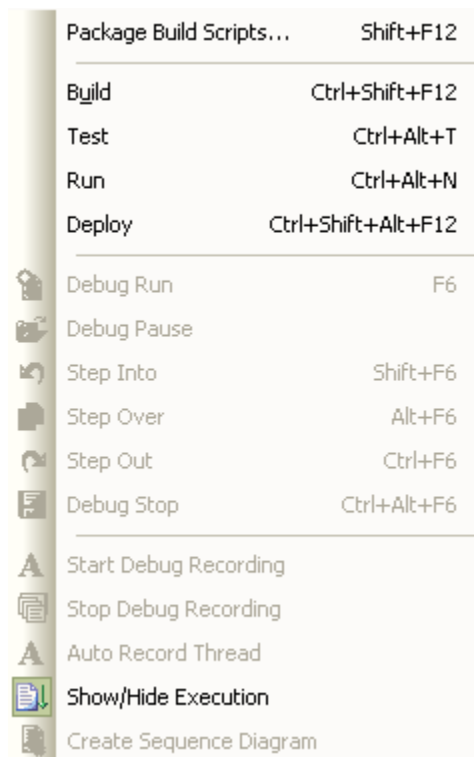 Package Build Scripts... Shift+F12
Build Ctrl+Shift+F12
Test Ctrl+Alt+T
Run Ctrl+Alt+N
Deploy Ctrl+Shift+Alt+F12
Debug Run F6
Debug Pause
Step Into Shift+F6
Step Over Alt+F6
Step Out Ctrl+F6
Debug Stop Ctrl+Alt+F6
Start Debug Recording
Stop Debug Recording
Auto Record Thread
Show/Hide Execution
Create Sequence Diagram